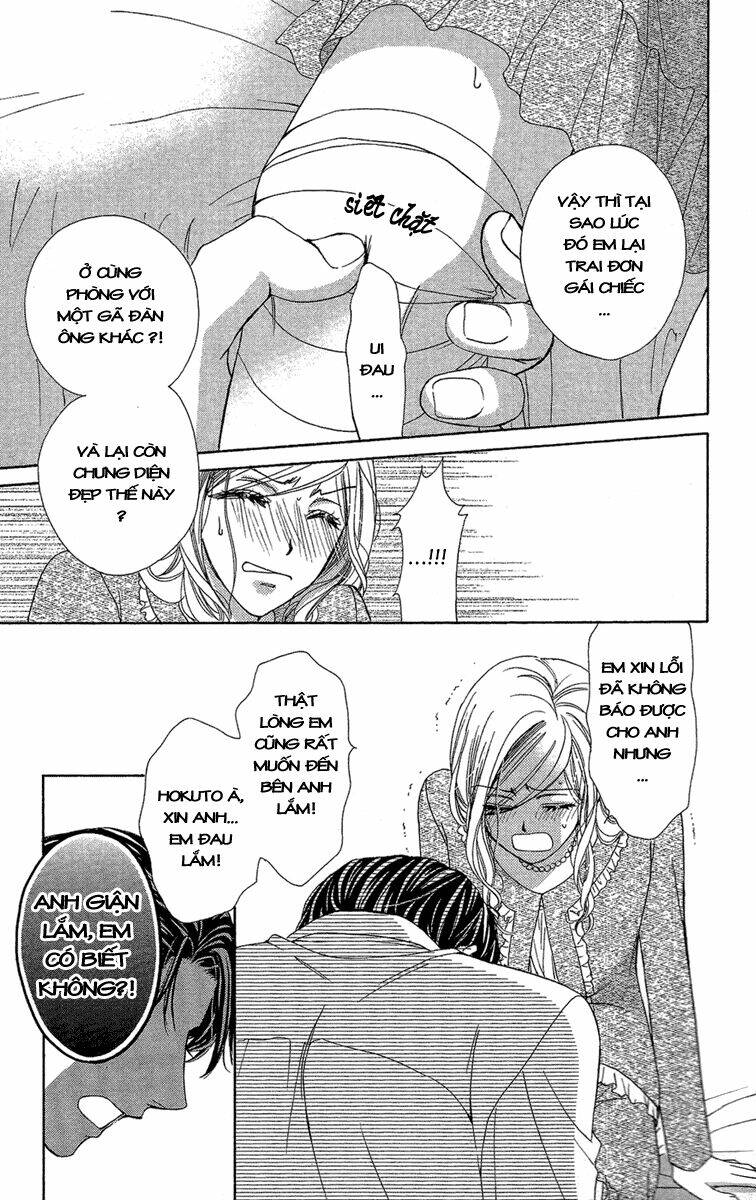 VẬY THÌ TẠI
SAO LÚC
ĐÓ EM LẠI
TRAI ĐƠN
GÁI CHIẾC
...
siết chặt
UI
ĐAU
...
Ở CÙNG
PHÒNG VỚI
MỘT GÃ ĐÀN
ÔNG KHÁC ?!
VẢ LẠI CÒN
CHƯNG DIỆN
ĐẸP THẾ NÀY
?
...!!!
EM XIN LỖI
ĐÃ KHÔNG
BÁO ĐƯỢC
CHO ANH
NHƯNG
...
THẬT
LÒNG EM
CŨNG RẤT
MUỐN ĐẾN
BÊN ANH
LẮM!
HOKUTO À,
XIN ANH...
EM ĐAU
LẮM!
ANH GIẬN
LẮM, EM
CÓ BIẾT
KHÔNG?!